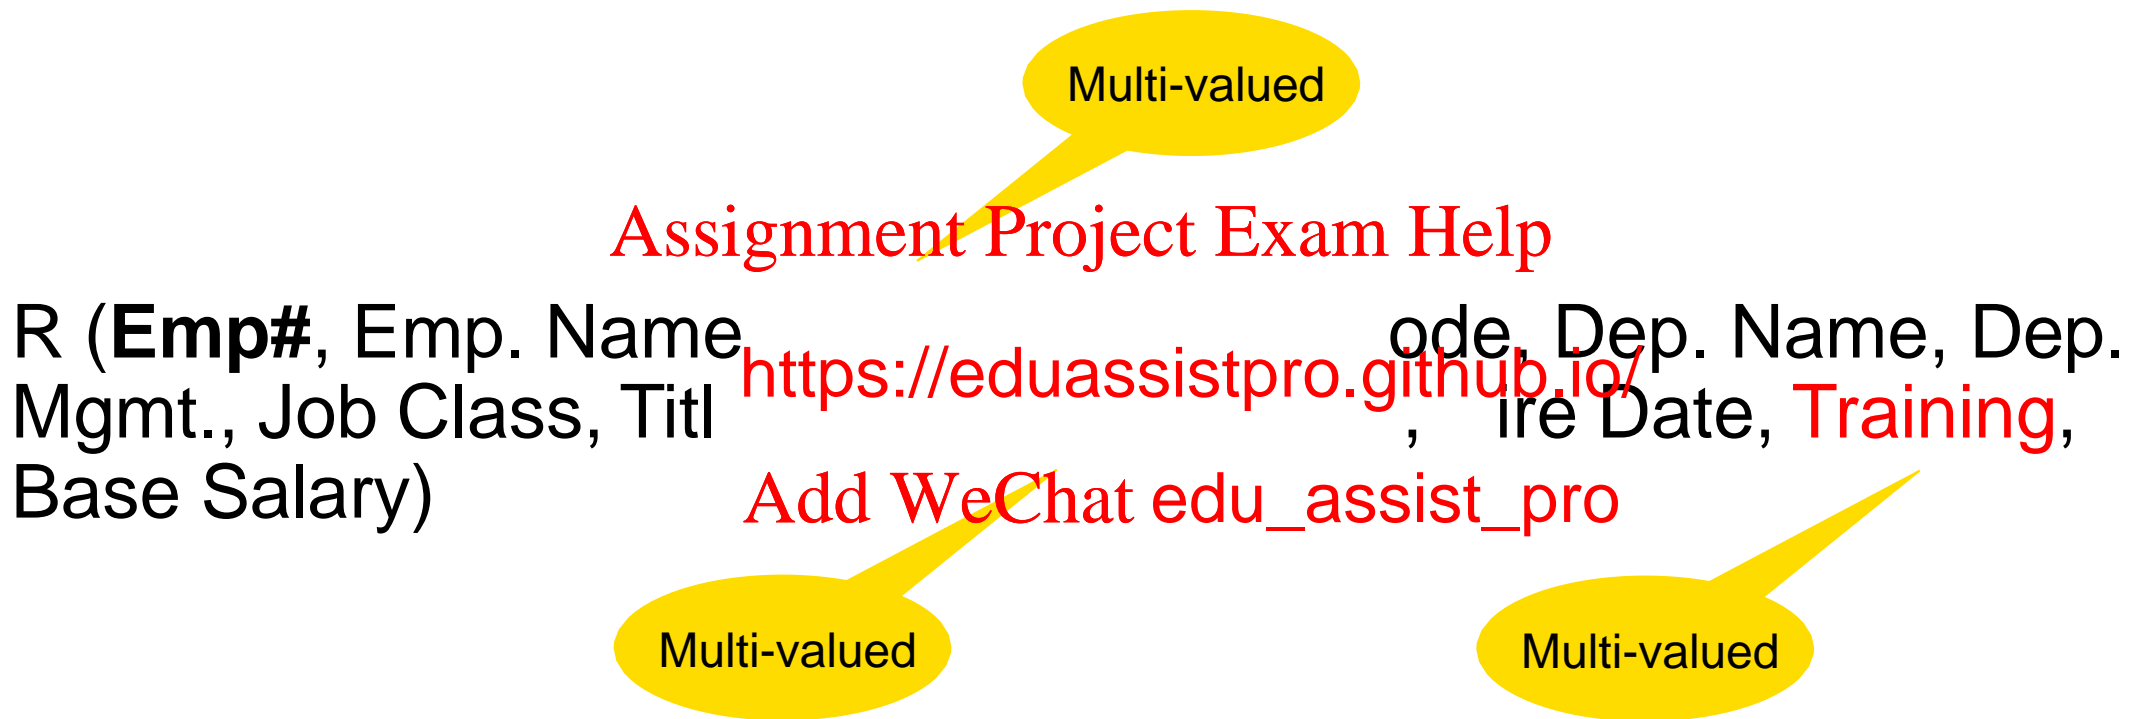 Multi-valued
Assignment Project Exam Help
R (Emp#, Emp. Name ode, Dep. Name, Dep.
https://eduassistpro.github.io/
Mgmt., Job Class, Titl , ire Date, Training,
Base Salary)
Add WeChat edu_assist_pro
Multi-valued
Multi-valued